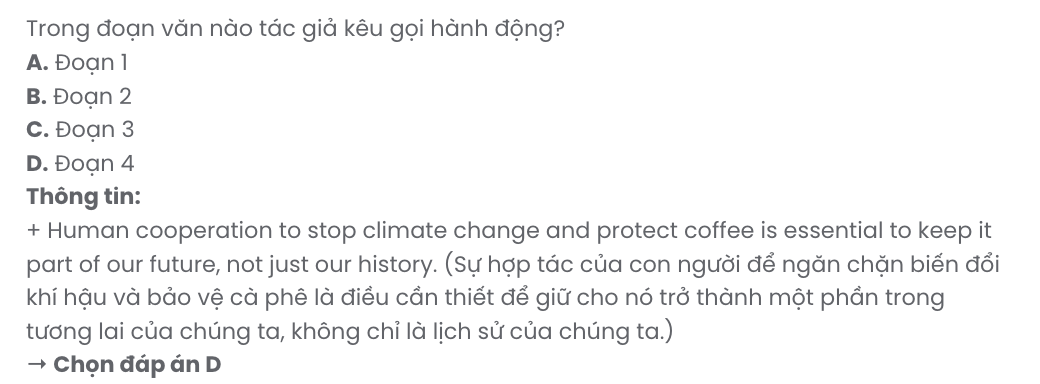 Trong đoạn văn nào tác giả kêu gọi hành động?
A. Đoạn 1
B. Đoạn 2
C. Đoạn 3
D. Đoạn 4
Thông tin:
+ Human cooperation to stop climate change and protect coffee is essential to keep it
part of our future, not just our history. (Sự hợp tác của con người để ngăn chặn biến đổi
khí hậu và bảo vệ cà phê là điều cần thiết để giữ cho nó trở thành một phần trong
tương lai của chúng ta, không chỉ là lịch sử của chúng ta.)
→ Chọn đáp án D